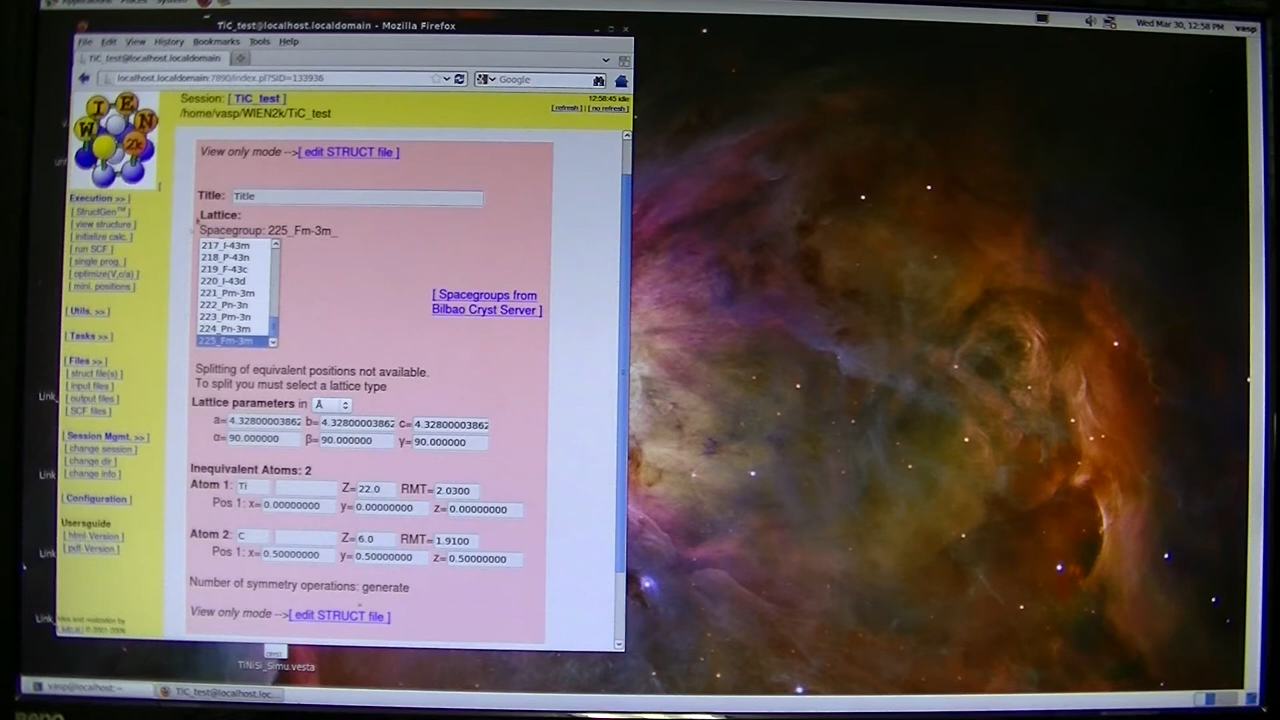 Applications Places System
Wed Mar 30, 12:58 PM vasp
TiC_test@localhost.localdomain - Mozilla Firefox
File Edit View History Bookmarks Tools Help
TiC_test@localhost.localdomain
localhost.localdomain:7890/index.pl?SID=133936
Google
W I E N 2k
Session: [ TiC_test ]
/home/vasp/WIEN2k/TiC_test
12:58:45 idle
[ refresh ] | [ no refresh ]
Execution >> ]
[ StructGen™ ]
[ view structure ]
[ initialize calc. ]
[ run SCF ]
[ single prog. ]
[ optimize(V,c/a) ]
[ mini. positions ]
[ Utils. >> ]
[ Tasks >> ]
[ Files >> ]
[ struct file(s) ]
[ input files ]
[ output files ]
[ SCF files ]
[ Session Mgmt. >> ]
[ change session ]
[ change dir ]
[ change info ]
[ Configuration ]
Usersguide
[ html-Version ]
[ pdf-Version ]
View only mode -->[ edit STRUCT file ]
Title: Title
Lattice:
Spacegroup: 225_Fm-3m_
217_I-43m
218_P-43n
219_F-43c
220_I-43d
221_Pm-3m
222_Pn-3n
223_Pm-3n
224_Pn-3m
225_Fm-3m
[ Spacegroups from
Bilbao Cryst Server ]
Splitting of equivalent positions not available.
To split you must select a lattice type
Lattice parameters in Å
a= 4.32800003862 b= 4.32800003862 c= 4.32800003862
α= 90.000000 β= 90.000000 γ= 90.000000
Inequivalent Atoms: 2
Atom 1: Ti Z= 22.0 RMT= 2.0300
Pos 1: x= 0.00000000 y= 0.00000000 z= 0.00000000
Atom 2: C Z= 6.0 RMT= 1.9100
Pos 1: x= 0.50000000 y= 0.50000000 z= 0.50000000
Number of symmetry operations: generate
View only mode -->[ edit STRUCT file ]
Link_
Link
Link
Link_
TiNiSi_Simu.vesta
vasp@localhost:~
TiC_test@localhost.loc...